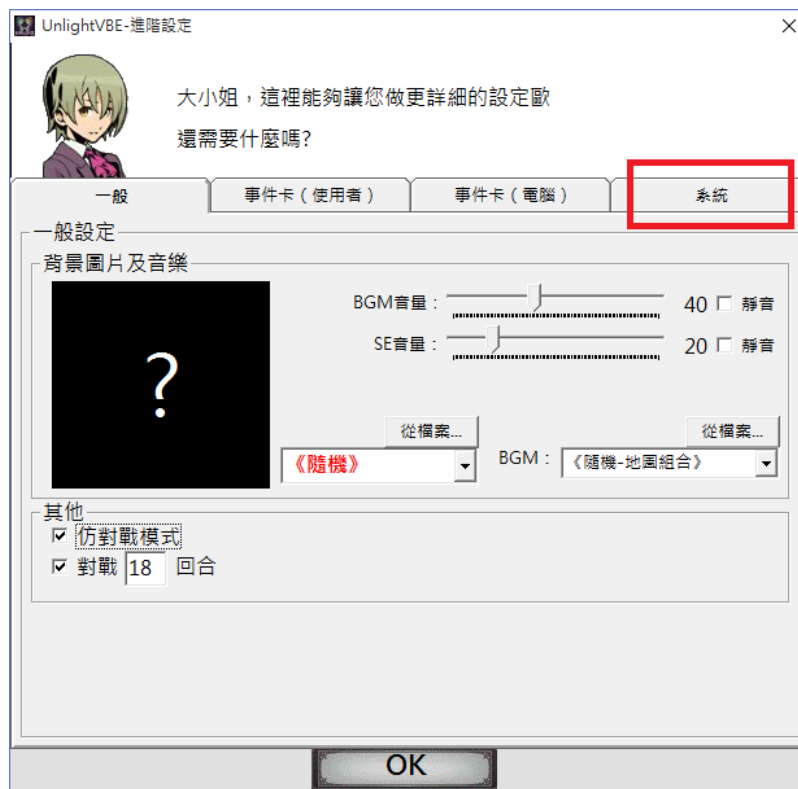 UnlightVBE-進階設定
大小姐，這裡能夠讓您做更詳細的設定歐
還需要什麼嗎?
一般
事件卡（使用者）
事件卡（電腦）
系統
一般設定
背景圖片及音樂
?
BGM音量：
40
靜音
SE音量：
20
靜音
從檔案...
從檔案...
《隨機》
BGM：
《隨機-地圖組合》
其他
仿對戰模式
對戰 18 回合
OK